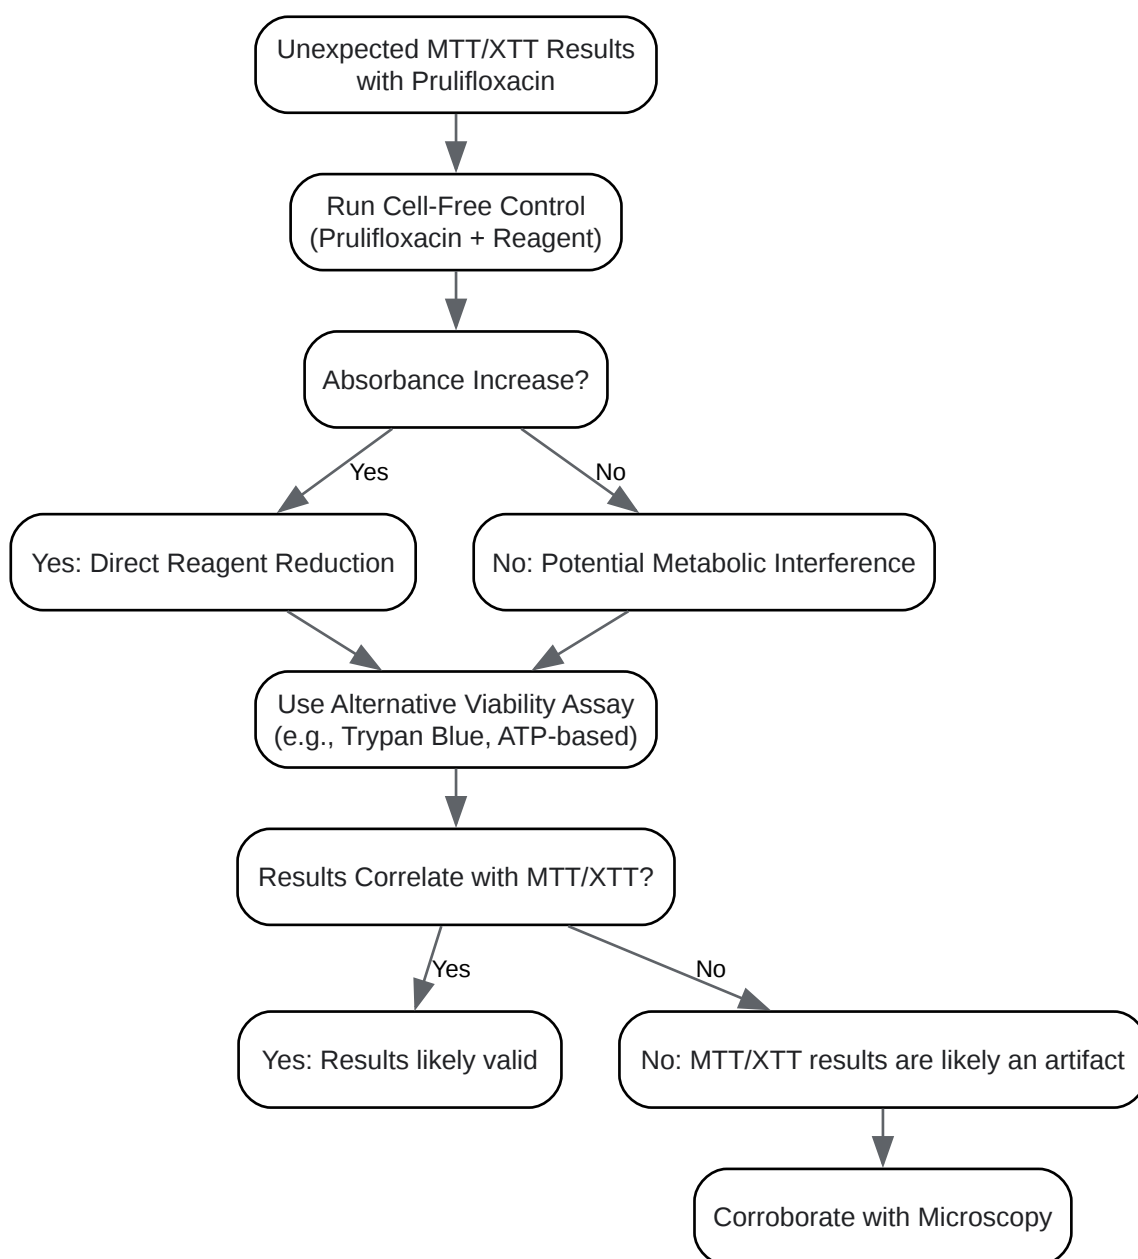 Unexpected MTT/XTT Results
with Prulifloxacin
Run Cell-Free Control
(Prulifloxacin + Reagent)
Absorbance Increase?
Yes
No
Yes: Direct Reagent Reduction
No: Potential Metabolic Interference
Use Alternative Viability Assay
(e.g., Trypan Blue, ATP-based)
Results Correlate with MTT/XTT?
Yes
No
Yes: Results likely valid
No: MTT/XTT results are likely an artifact
Corroborate with Microscopy